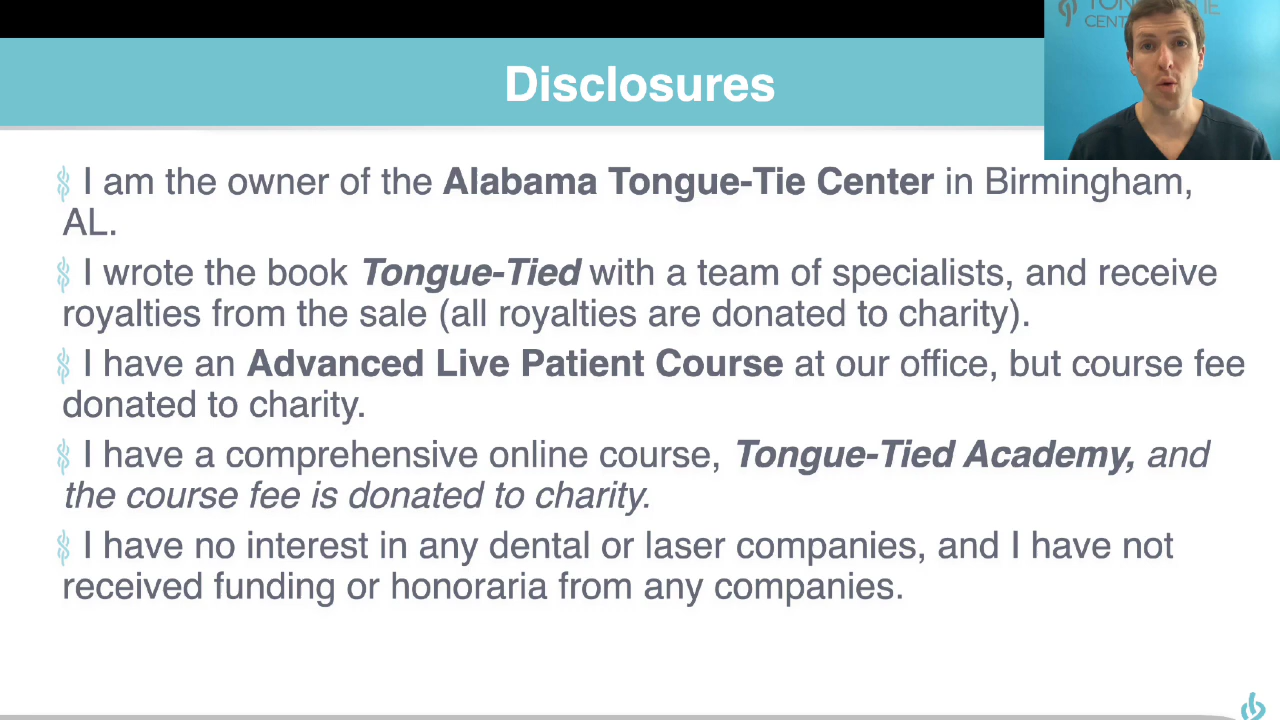 Disclosures
I am the owner of the Alabama Tongue-Tie Center in Birmingham,
AL.
I wrote the book Tongue-Tied with a team of specialists, and receive
royalties from the sale (all royalties are donated to charity).
I have an Advanced Live Patient Course at our office, but course fee
donated to charity.
I have a comprehensive online course, Tongue-Tied Academy, and
the course fee is donated to charity.
I have no interest in any dental or laser companies, and I have not
received funding or honoraria from any companies.